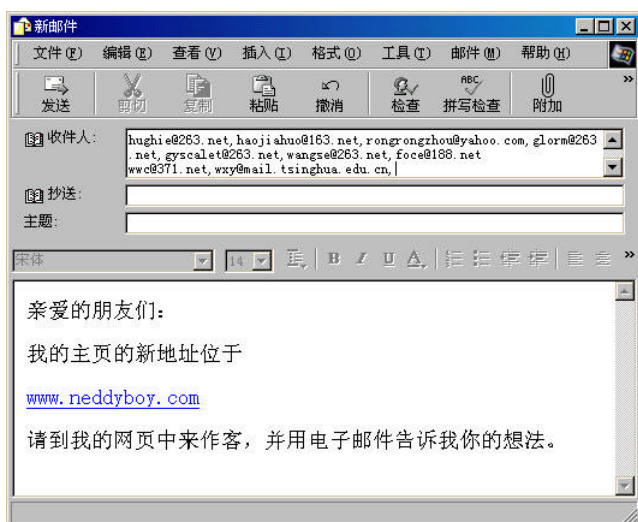 新邮件
文件(F) 编辑(E) 查看(V) 插入(I) 格式(O) 工具(T) 邮件(M) 帮助(H)
ABC
发送 剪切 复制 粘贴 撤消 检查 拼写检查 附加 »
收件人: hughie@263.net,haojiahuo@163.net,rongrongzhou@yahoo.com,glorm@263
.net,gyscalet@263.net,wangse@263.net,foce@188.net
wwc@371.net,wxy@mail.tsinghua.edu.cn,
抄送:
主题:
宋体 14 B I U A »
亲爱的朋友们：
我的主页的新地址位于
www.neddyboy.com
请到我的网页中来作客，并用电子邮件告诉我你的想法。